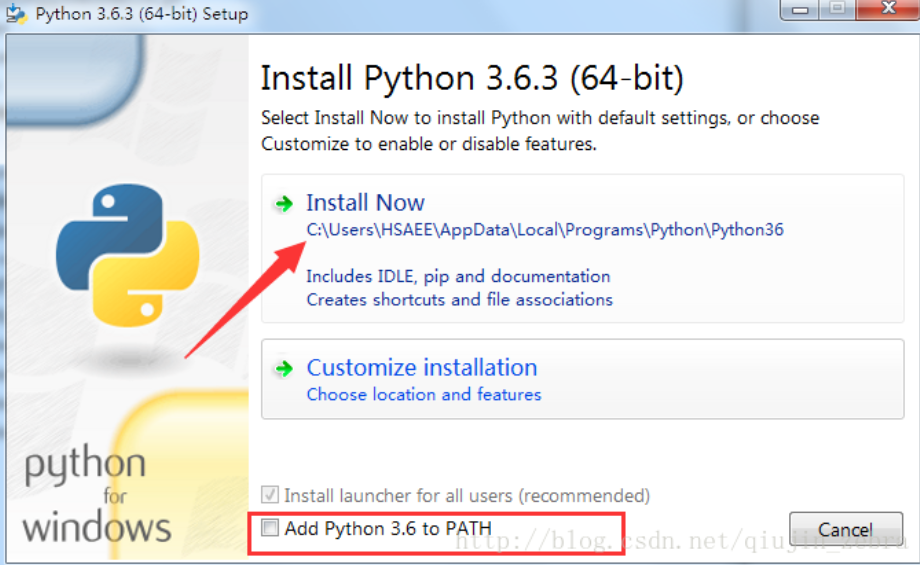 Python 3.6.3 (64-bit) Setup
Install Python 3.6.3 (64-bit)
Select Install Now to install Python with default settings, or choose
Customize to enable or disable features.
Install Now
C:\Users\HSAEE\AppData\Local\Programs\Python\Python36
Includes IDLE, pip and documentation
Creates shortcuts and file associations
Customize installation
Choose location and features
python
for
windows
Install launcher for all users (recommended)
Add Python 3.6 to PATH
Cancel
http://blog.csdn.net/qiujin_debra